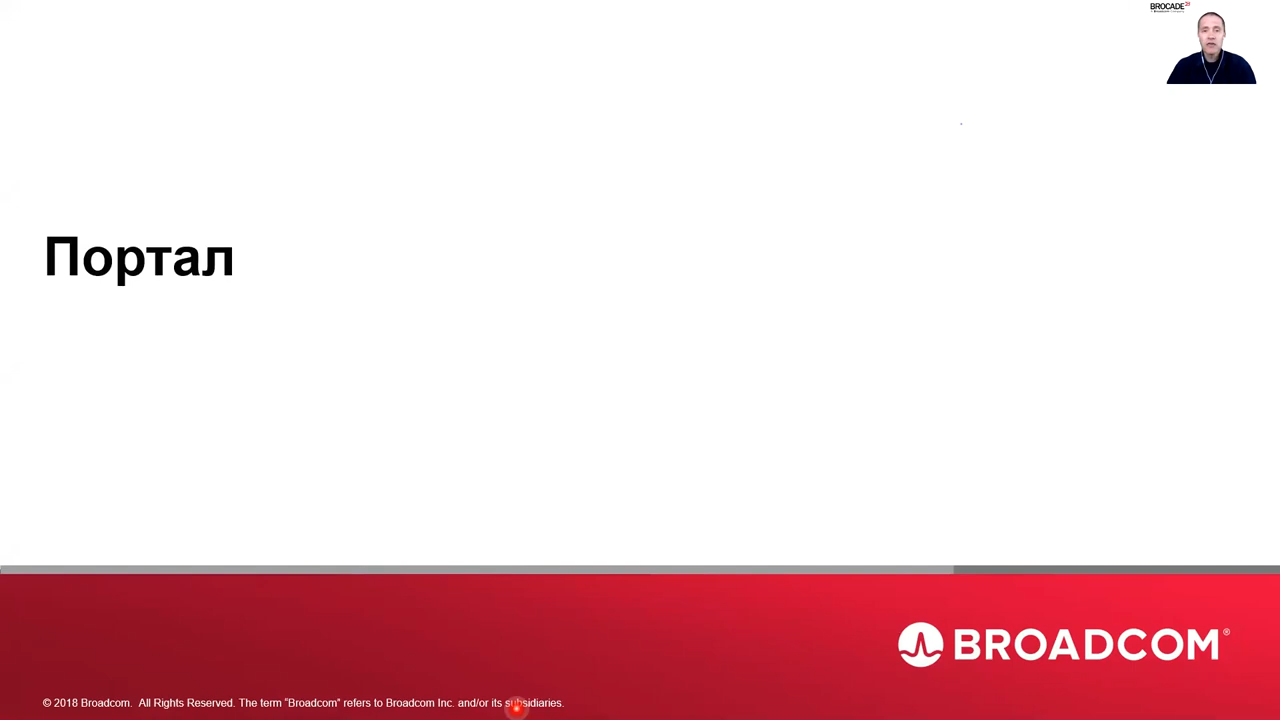 BROCADE
Портал
BROADCOM®
© 2018 Broadcom. All Rights Reserved. The term “Broadcom” refers to Broadcom Inc. and/or its subsidiaries.